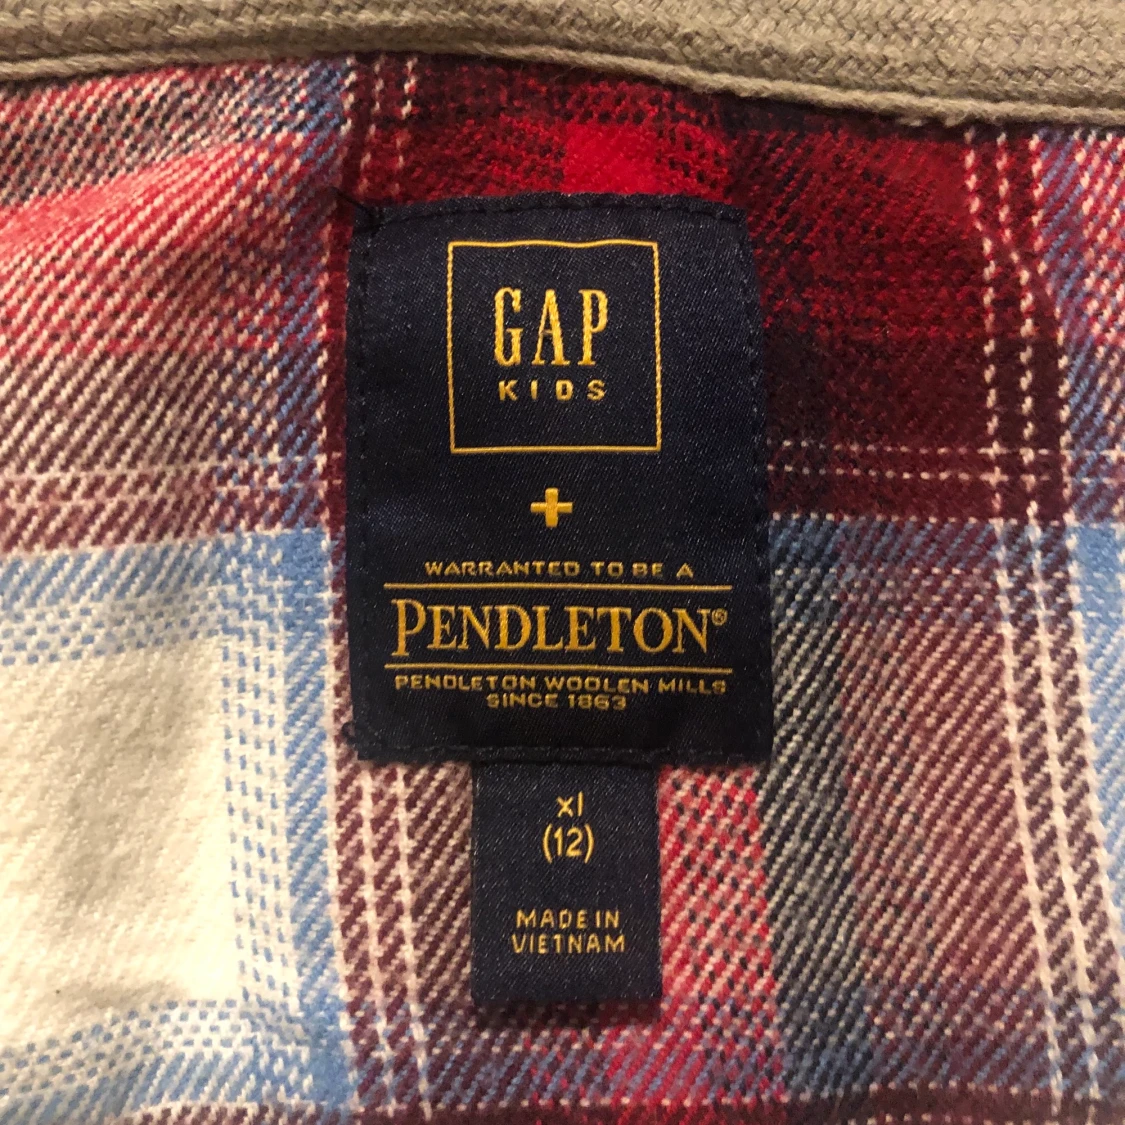 GAP
KIDS
+
WARRANTED TO BE A
PENDLETON®
PENDLETON WOOLEN MILLS
SINCE 1863
xl
(12)
MADE IN
VIETNAM